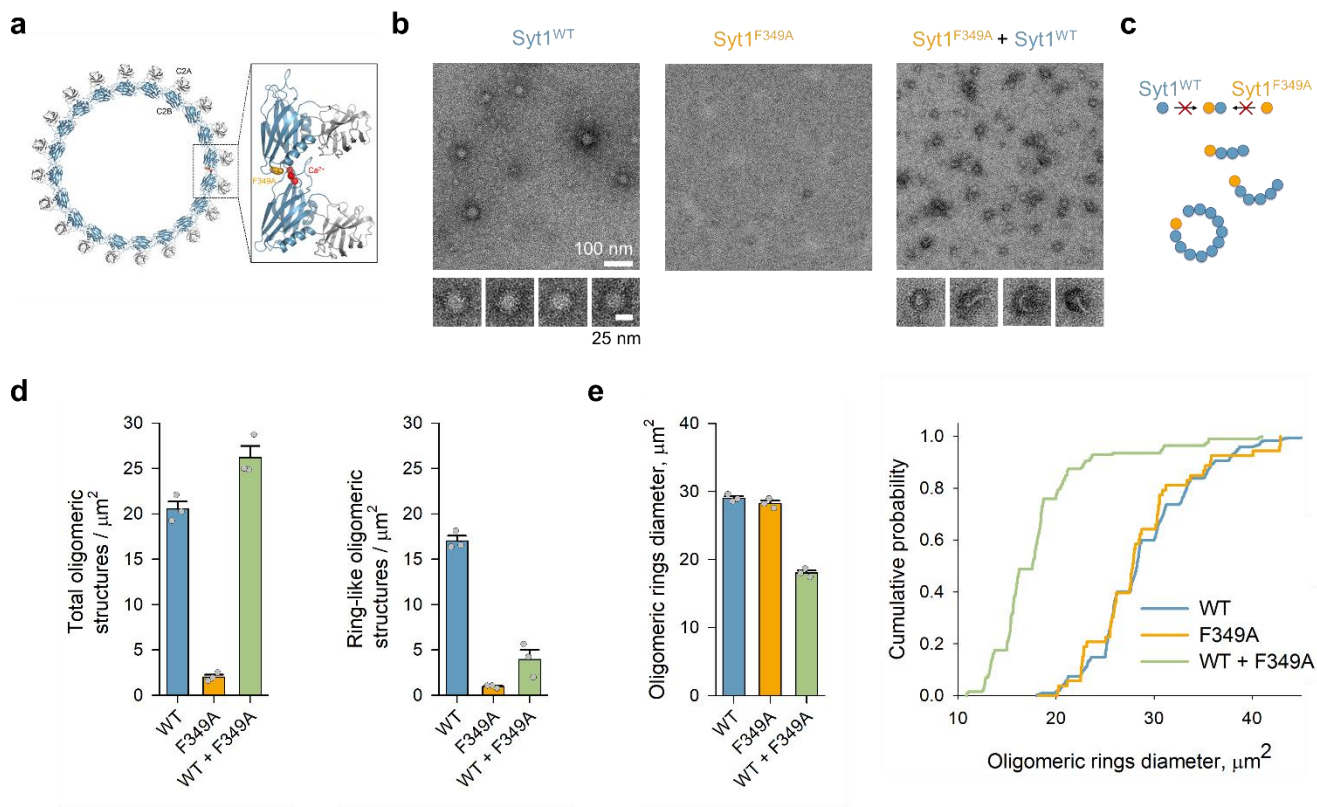 a
C2A
C2B
F349A
Ca²⁺
b
Syt1ᵂᵀ
Syt1ᶠ³⁴⁹ᴬ
Syt1ᶠ³⁴⁹ᴬ + Syt1ᵂᵀ
100 nm
25 nm
c
Syt1ᵂᵀ
Syt1ᶠ³⁴⁹ᴬ
d
Total oligomeric
structures / μm²
30
25
20
15
10
5
0
WT
F349A
WT + F349A
Ring-like oligomeric
structures / μm²
30
25
20
15
10
5
0
WT
F349A
WT + F349A
e
Oligomeric rings diameter, μm²
40
30
20
10
0
WT
F349A
WT + F349A
Cumulative probability
1.0
0.8
0.6
0.4
0.2
0.0
WT
F349A
WT + F349A
10 20 30 40
Oligomeric rings diameter, μm²